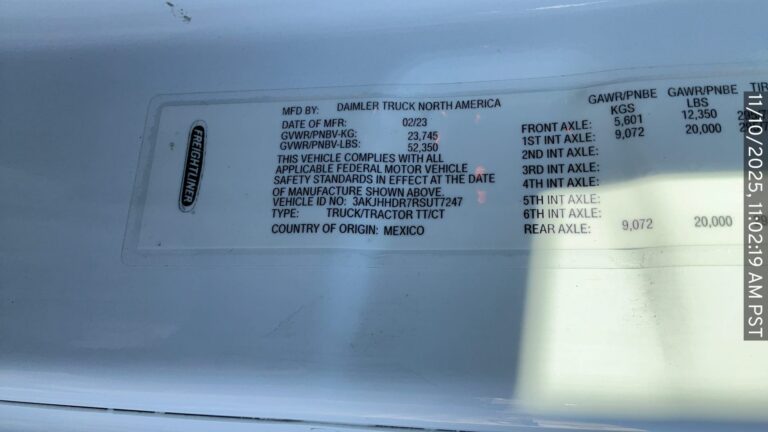 FREIGHTLINER
MFD BY: DAIMLER TRUCK NORTH AMERICA
DATE OF MFR: 02/23
GVWR/PNBV-KG: 23,745
GVWR/PNBV-LBS: 52,350
THIS VEHICLE COMPLIES WITH ALL
APPLICABLE FEDERAL MOTOR VEHICLE
SAFETY STANDARDS IN EFFECT AT THE DATE
OF MANUFACTURE SHOWN ABOVE.
VEHICLE ID NO: 3AKJHHDR7RSUT7247
TYPE: TRUCK/TRACTOR TT/CT
COUNTRY OF ORIGIN: MEXICO
GAWR/PNBE GAWR/PNBE
KGS LBS
FRONT AXLE: 5,601 12,350
1ST INT AXLE: 9,072 20,000
2ND INT AXLE:
3RD INT AXLE:
4TH INT AXLE:
5TH INT AXLE:
6TH INT AXLE:
REAR AXLE: 9,072 20,000
11/10/2025, 11:02:19 AM PST